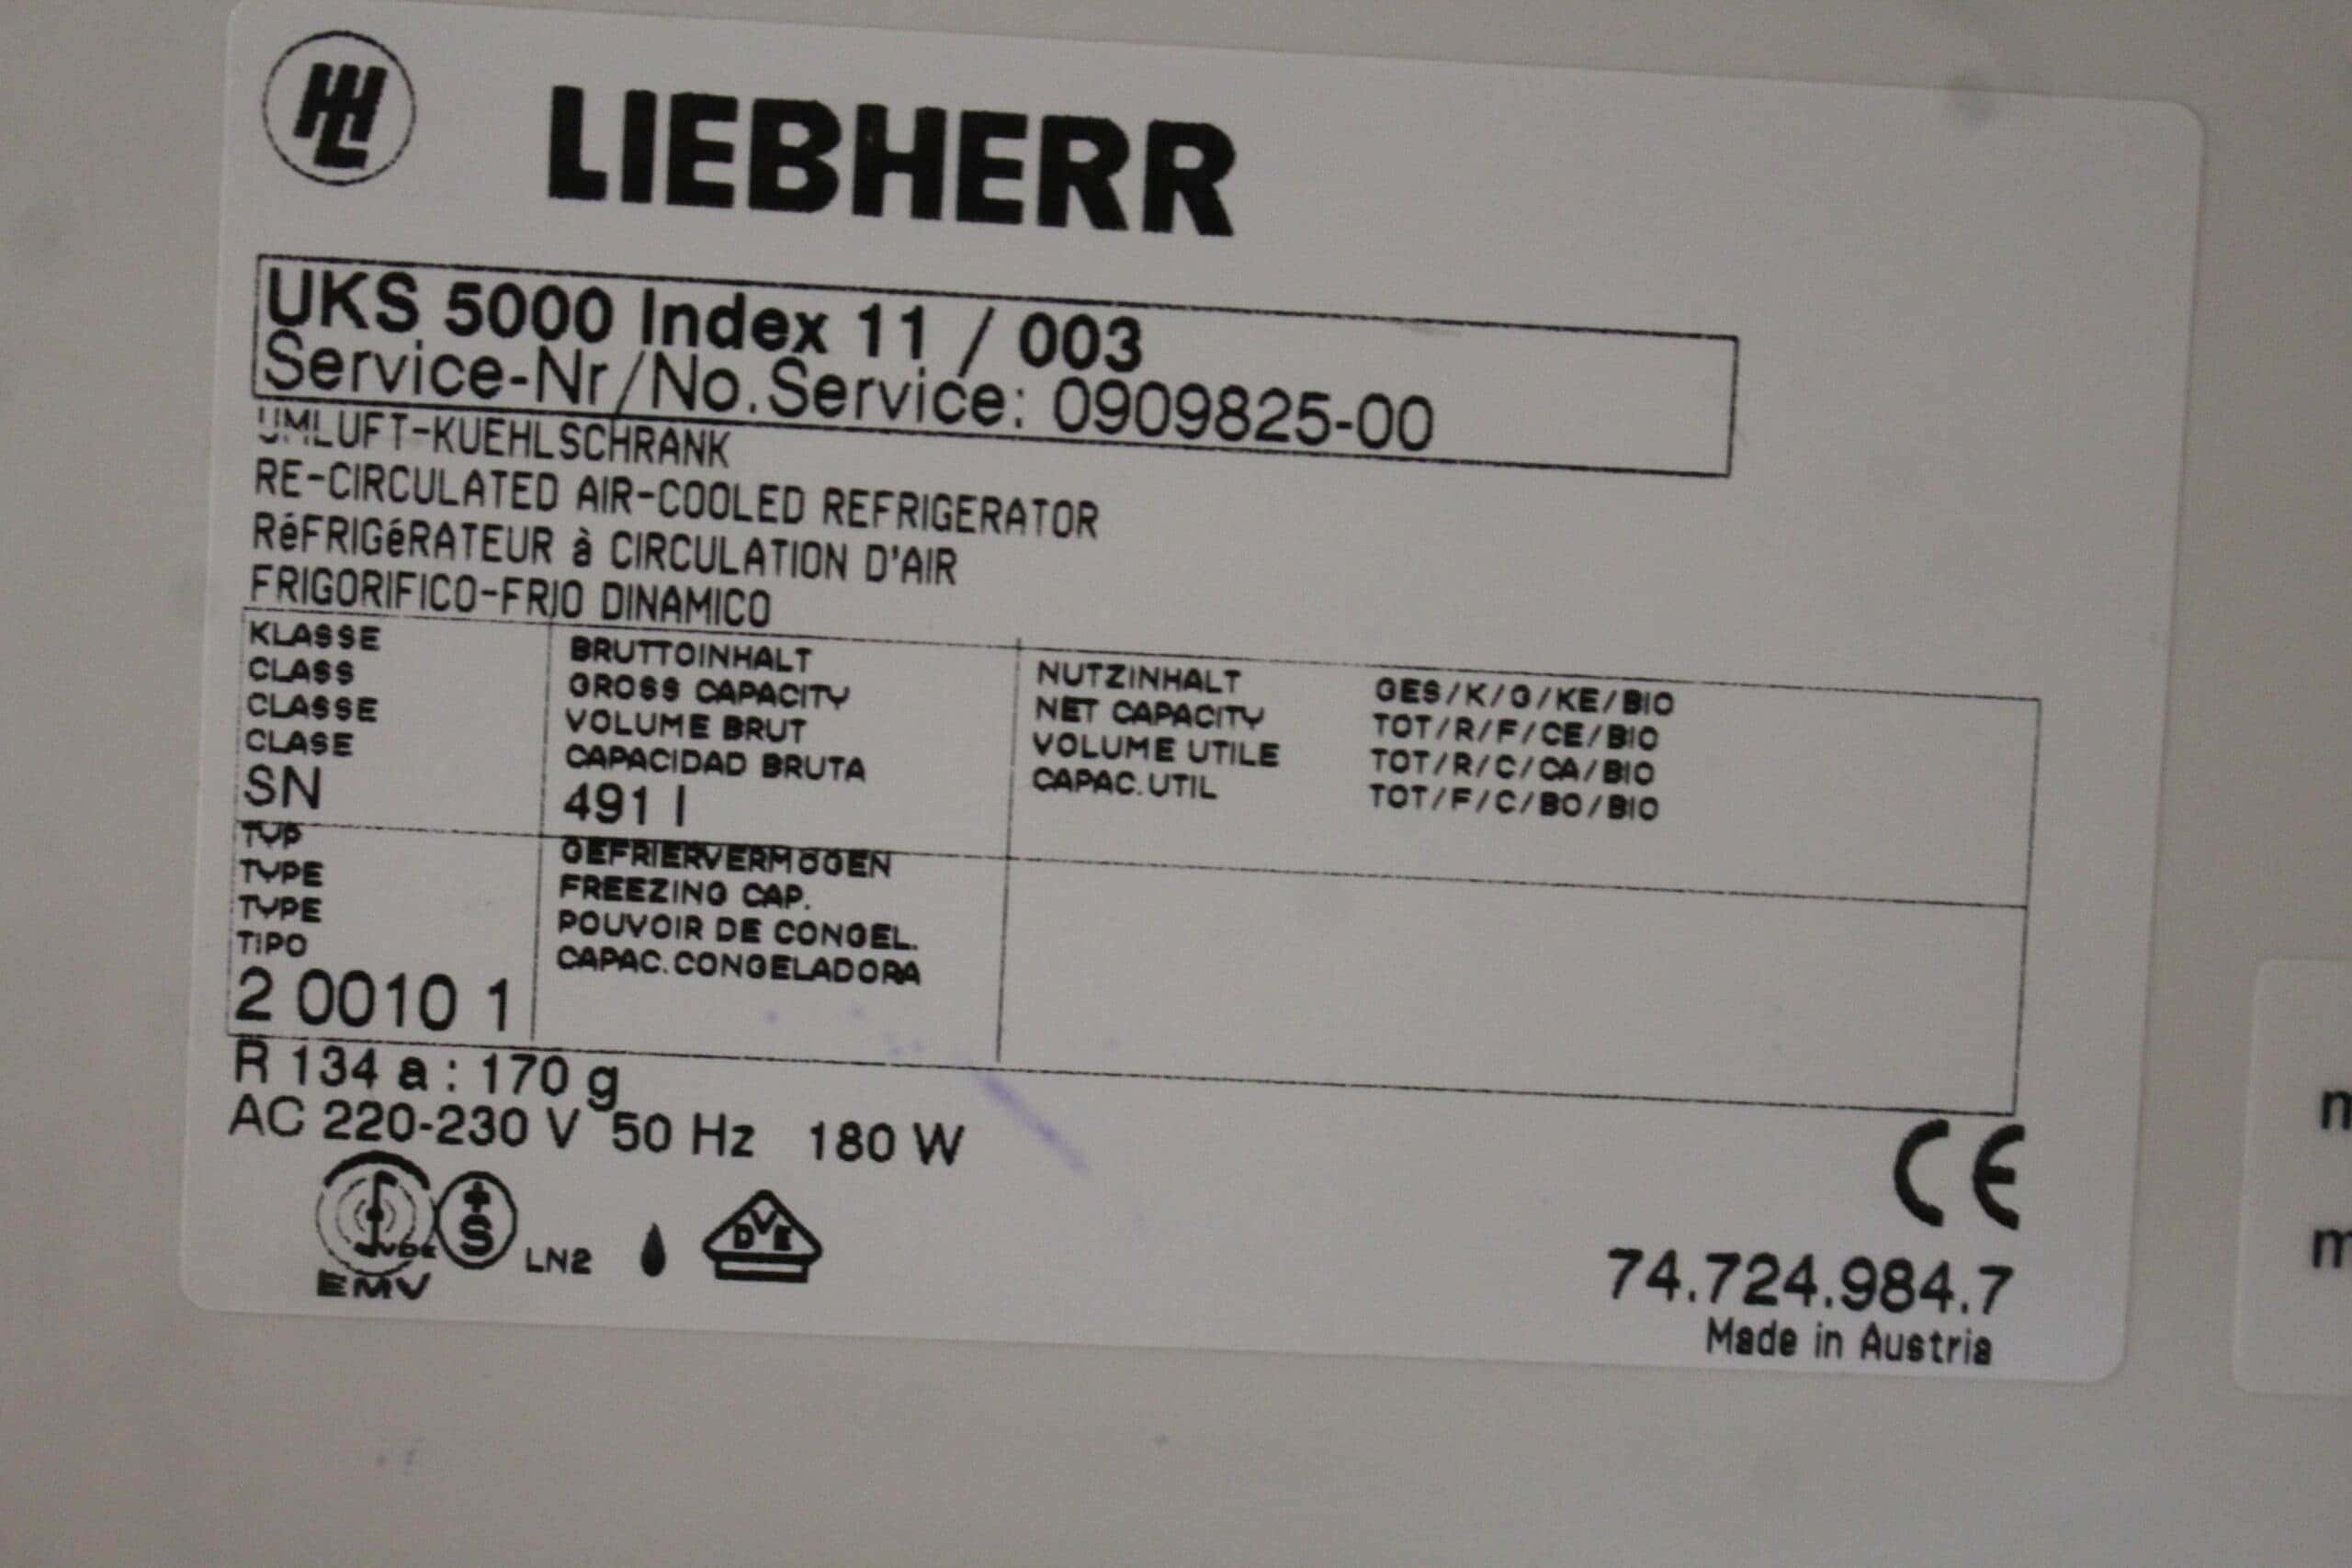 LIEBHERR
UKS 5000 Index 11 / 003
Service-Nr/No.Service: 0909825-00
UMLUFT-KUEHLSCHRANK
RE-CIRCULATED AIR-COOLED REFRIGERATOR
RéFRIGéRATEUR à CIRCULATION D'AIR
FRIGORIFICO-FRIO DINAMICO
KLASSE
CLASS
CLASSE
CLASE
SN
BRUTTOINHALT
GROSS CAPACITY
VOLUME BRUT
CAPACIDAD BRUTA
491 l
NUTZINHALT GES/K/G/KE/BIO
NET CAPACITY TOT/R/F/CE/BIO
VOLUME UTILE TOT/R/C/CA/BIO
CAPAC.UTIL TOT/F/C/BO/BIO
TYP
TYPE
TYPE
TIPO
2 0010 1
GEFRIERVERMÖGEN
FREEZING CAP.
POUVOIR DE CONGEL.
CAPAC.CONGELADORA
R 134 a : 170 g
AC 220-230 V 50 Hz 180 W
CE
VDE
EMV
+
S
LN2
DVE
74.724.984.7
Made in Austria
m
m